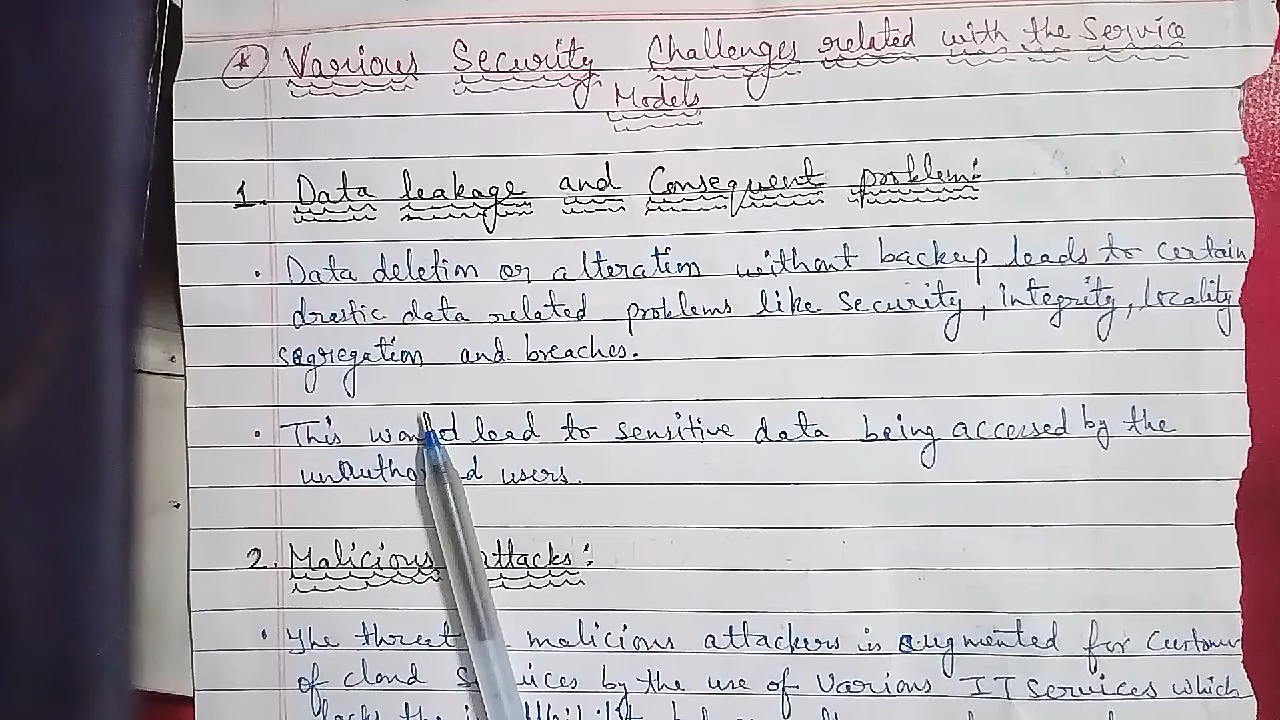 * Various Security Challenges related with the Service
Models
1. Data leakage and Consequent problem:
• Data deletion or alteration without backup leads to certain
drastic data related problems like security, integrity, locality
segregation and breaches.
• This would lead to sensitive data being accessed by the
users.
2. Malicious attacks:
• The threat malicious attackers is augmented for
of cloud by the use of various IT services which
the